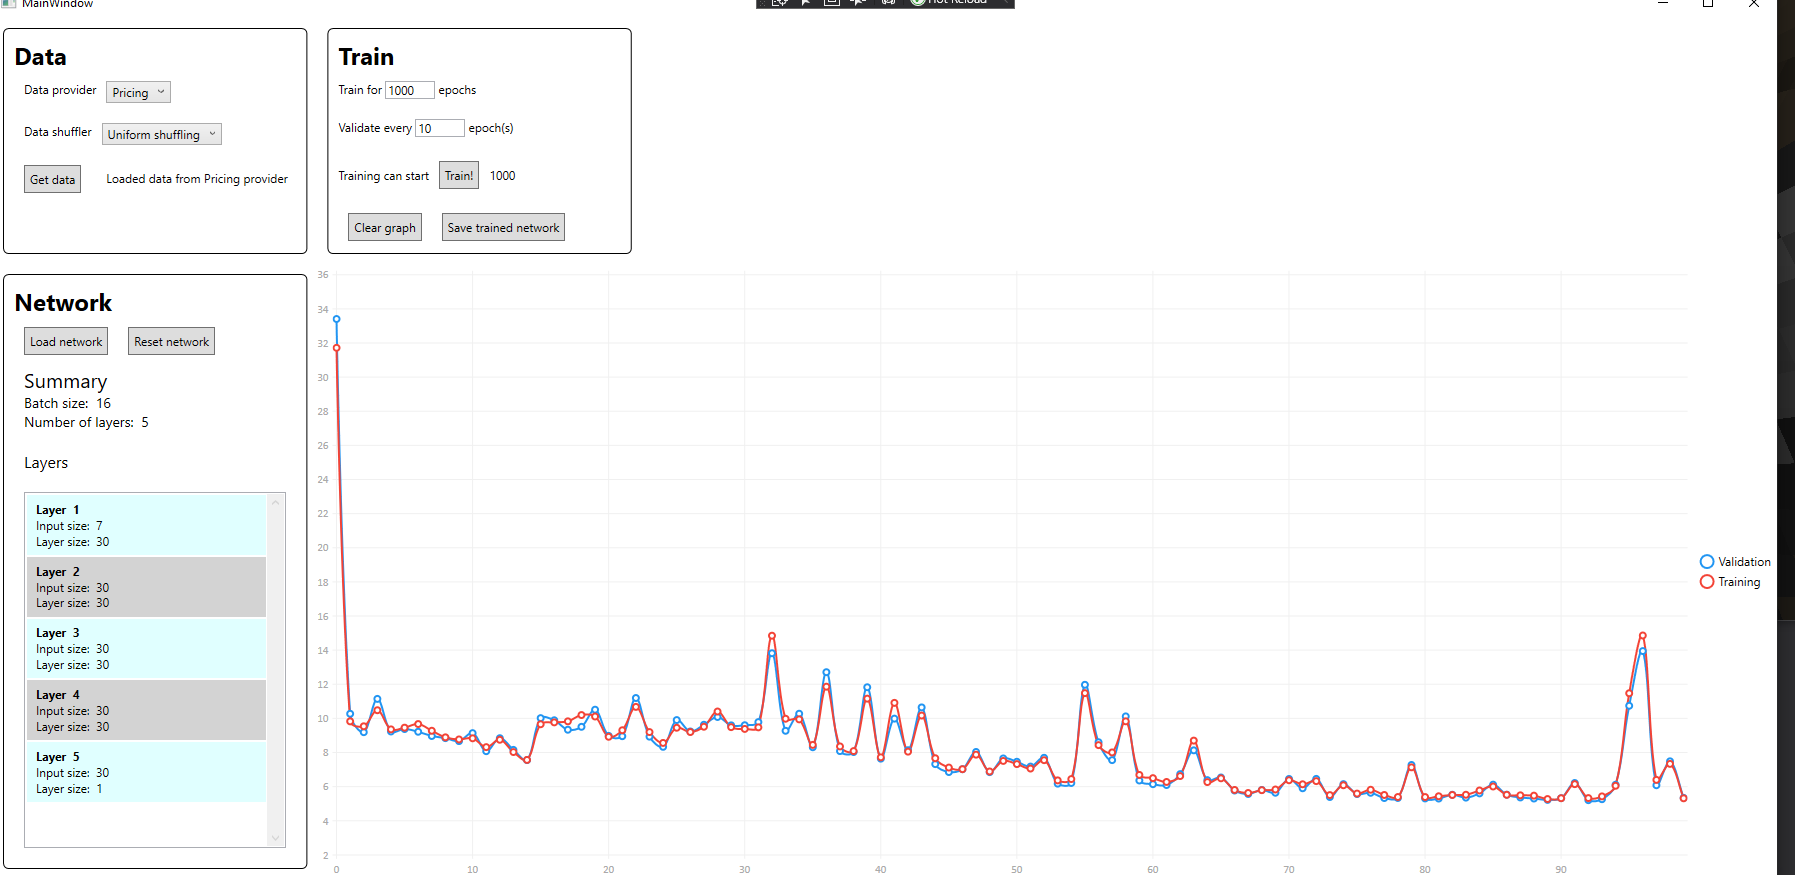 MainWindow
Hot Reload
Data
Data provider Pricing
Data shuffler Uniform shuffling
Get data Loaded data from Pricing provider
Train
Train for 1000 epochs
Validate every 10 epoch(s)
Training can start Train! 1000
Clear graph Save trained network
Network
Load network Reset network
Summary
Batch size: 16
Number of layers: 5
Layers
Layer 1
Input size: 7
Layer size: 30
Layer 2
Input size: 30
Layer size: 30
Layer 3
Input size: 30
Layer size: 30
Layer 4
Input size: 30
Layer size: 30
Layer 5
Input size: 30
Layer size: 1
36
34
32
30
28
26
24
22
20
18
16
14
12
10
8
6
4
2
0 10 20 30 40 50 60 70 80 90
Validation
Training